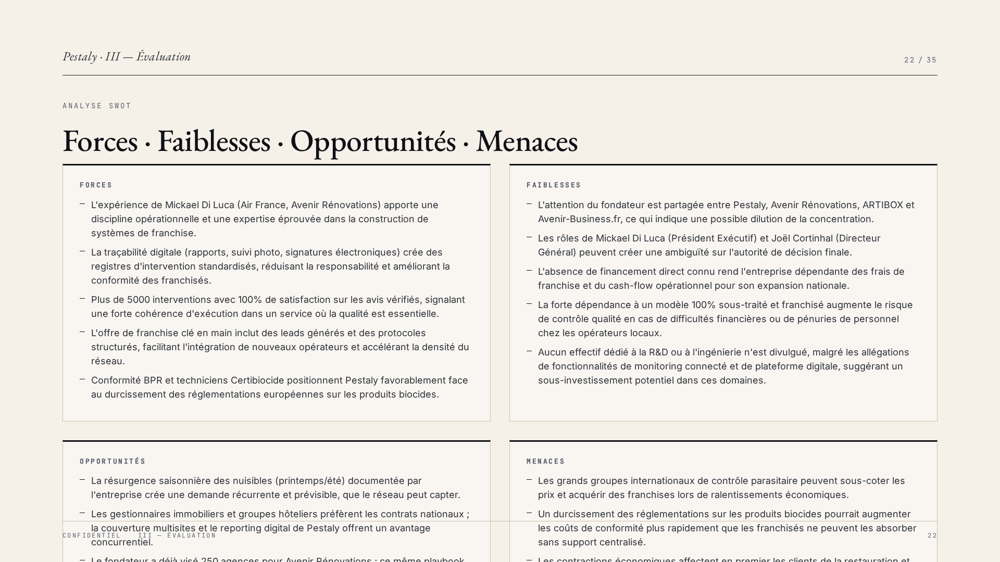 Pestaly · III — Évaluation
22 / 35
ANALYSE SWOT
Forces · Faiblesses · Opportunités · Menaces
FORCES
– L'expérience de Mickael Di Luca (Air France, Avenir Rénovations) apporte une
discipline opérationnelle et une expertise éprouvée dans la construction de
systèmes de franchise.
– La traçabilité digitale (rapports, suivi photo, signatures électroniques) crée des
registres d'intervention standardisés, réduisant la responsabilité et améliorant la
conformité des franchisés.
– Plus de 5000 interventions avec 100% de satisfaction sur les avis vérifiés, signalant
une forte cohérence d'exécution dans un service où la qualité est essentielle.
– L'offre de franchise clé en main inclut des leads générés et des protocoles
structurés, facilitant l'intégration de nouveaux opérateurs et accélérant la densité du
réseau.
– Conformité BPR et techniciens Certibiocide positionnent Pestaly favorablement face
au durcissement des réglementations européennes sur les produits biocides.
FAIBLESSES
– L'attention du fondateur est partagée entre Pestaly, Avenir Rénovations, ARTIBOX et
Avenir-Business.fr, ce qui indique une possible dilution de la concentration.
– Les rôles de Mickael Di Luca (Président Exécutif) et Joël Cortinhal (Directeur
Général) peuvent créer une ambiguïté sur l'autorité de décision finale.
– L'absence de financement direct connu rend l'entreprise dépendante des frais de
franchise et du cash-flow opérationnel pour son expansion nationale.
– La forte dépendance à un modèle 100% sous-traité et franchisé augmente le risque
de contrôle qualité en cas de difficultés financières ou de pénuries de personnel
chez les opérateurs locaux.
– Aucun effectif dédié à la R&D ou à l'ingénierie n'est divulgué, malgré les allégations
de fonctionnalités de monitoring connecté et de plateforme digitale, suggérant un
sous-investissement potentiel dans ces domaines.
OPPORTUNITÉS
– La résurgence saisonnière des nuisibles (printemps/été) documentée par
l'entreprise crée une demande récurrente et prévisible, que le réseau peut capter.
– Les gestionnaires immobiliers et groupes hôteliers préfèrent les contrats nationaux ;
la couverture multisites et le reporting digital de Pestaly offrent un avantage
concurrentiel.
– Le fondateur a déjà visé 250 agences pour Avenir Rénovations ; ce même playbook
MENACES
– Les grands groupes internationaux de contrôle parasitaire peuvent sous-coter les
prix et acquérir des franchises lors de ralentissements économiques.
– Un durcissement des réglementations sur les produits biocides pourrait augmenter
les coûts de conformité plus rapidement que les franchisés ne peuvent les absorber
sans support centralisé.
– Les contractions économiques affectent en premier les clients de la restauration et
CONFIDENTIEL III — ÉVALUATION
22